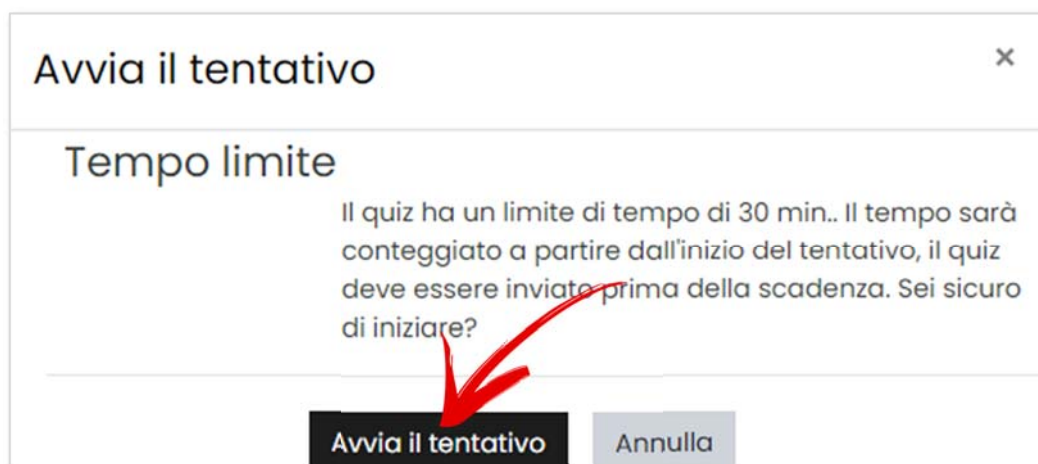 Avvia il tentativo ×
Tempo limite
Il quiz ha un limite di tempo di 30 min.. Il tempo sarà
conteggiato a partire dall'inizio del tentativo, il quiz
deve essere inviato prima della scadenza. Sei sicuro
di iniziare?
Avvia il tentativo Annulla